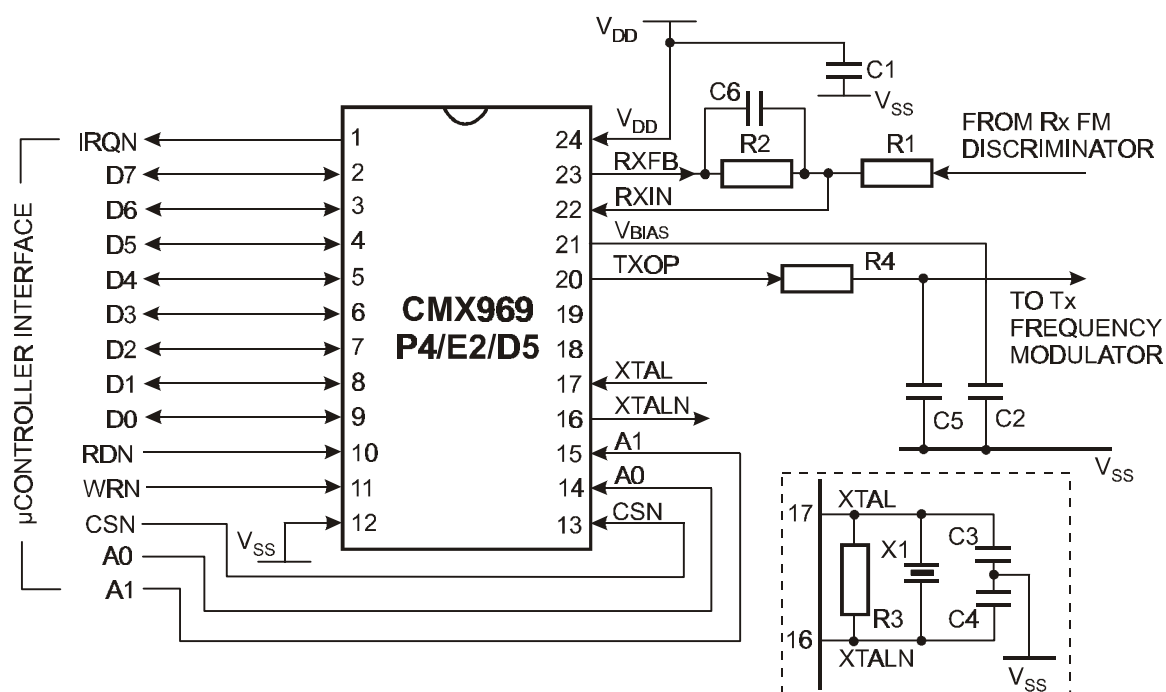 VDD
C1
VSS
C6
VDD
R2
R1
FROM Rx FM
DISCRIMINATOR
RXFB
RXIN
VBIAS
TXOP
R4
TO Tx
FREQUENCY
MODULATOR
XTAL
XTALN
A1
A0
CSN
C5
C2
VSS
µCONTROLLER INTERFACE
IRQN
D7
D6
D5
D4
D3
D2
D1
D0
RDN
WRN
CSN
A0
A1
VSS
1
2
3
4
5
6
7
8
9
10
11
12
CMX969
P4/E2/D5
24
23
22
21
20
19
18
17
16
15
14
13
17
XTAL
X1
C3
R3
C4
16
XTALN
VSS